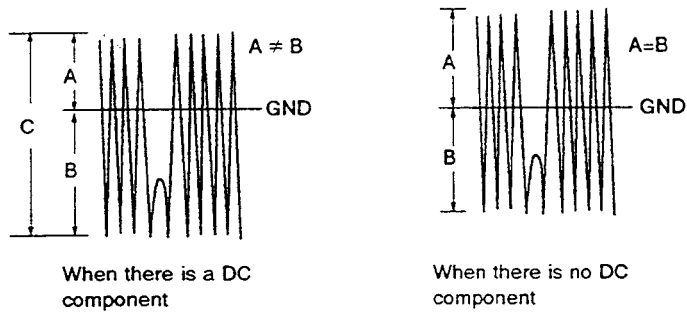 A ≠ B
A
GND
C
B
When there is a DC
component
A=B
A
GND
B
When there is no DC
component